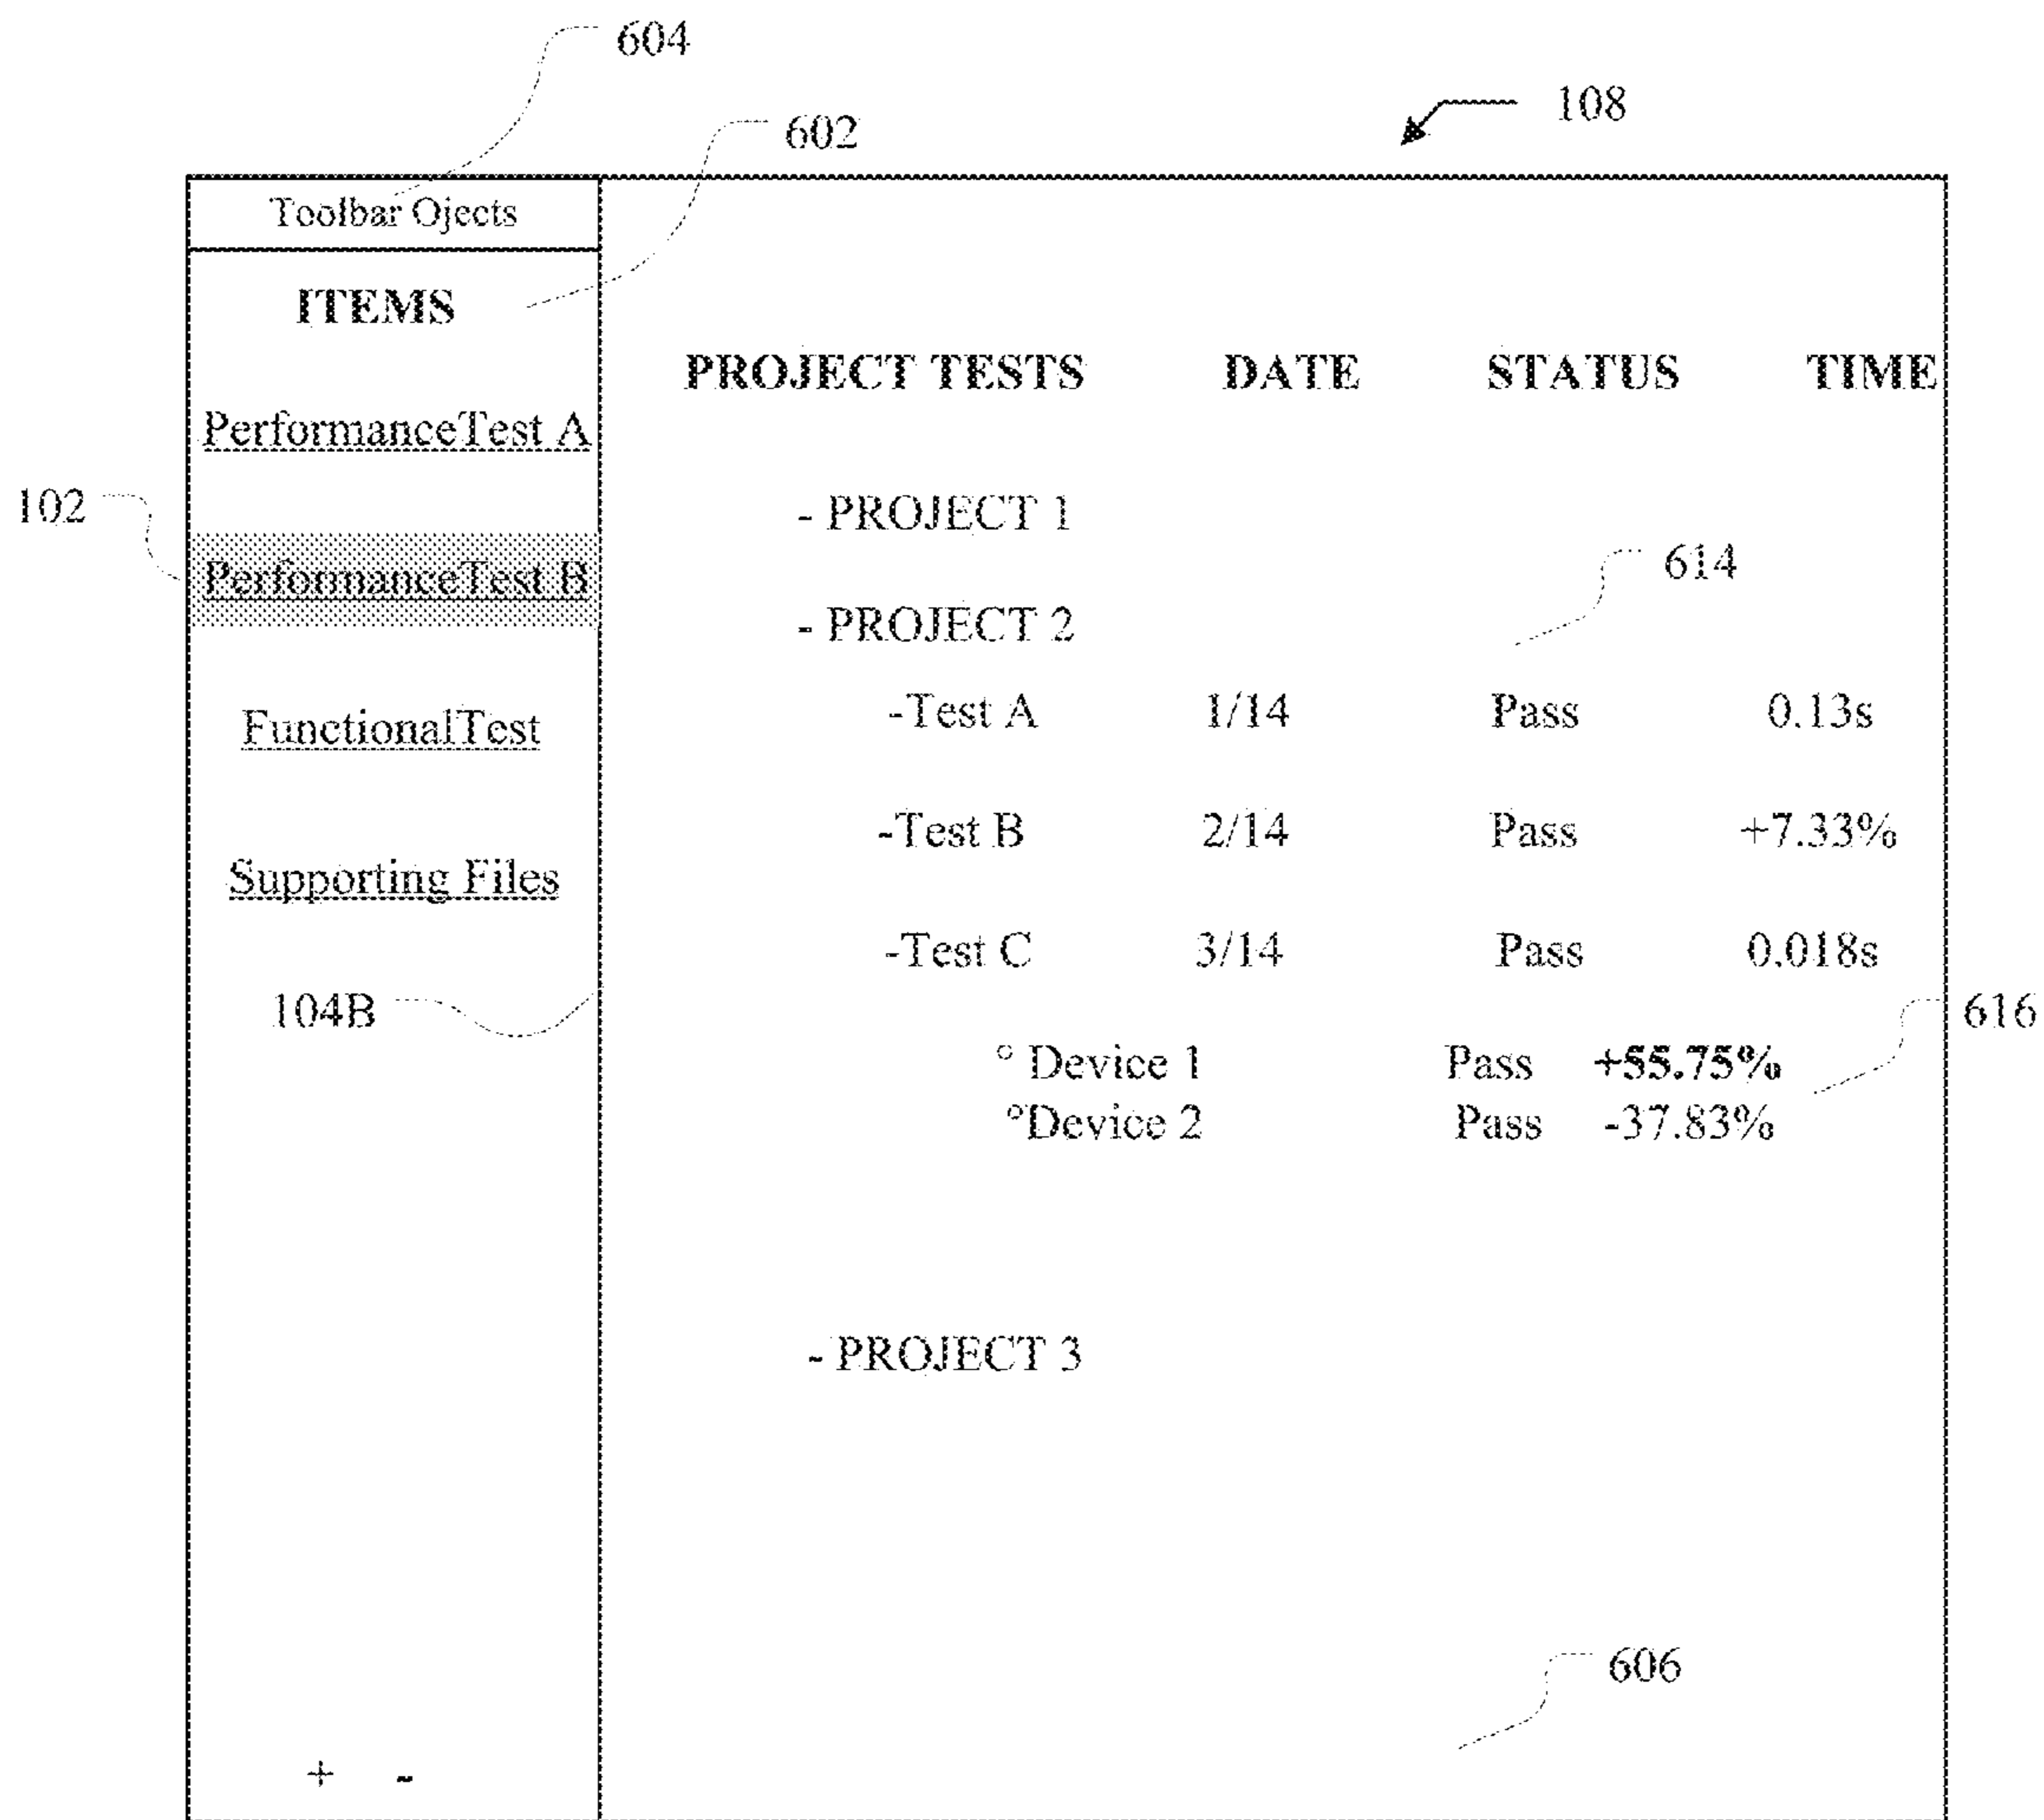 604
108
602
Toolbar Ojects
ITEMS
PROJECT TESTS DATE STATUS TIME
PerformanceTest A
102
- PROJECT 1
614
PerformanceTest B
- PROJECT 2
-Test A 1/14 Pass 0.13s
FunctionalTest
-Test B 2/14 Pass +7.33%
Supporting Files
-Test C 3/14 Pass 0.018s
104B
616
° Device 1 Pass +55.75%
°Device 2 Pass -37.83%
- PROJECT 3
606
+ -